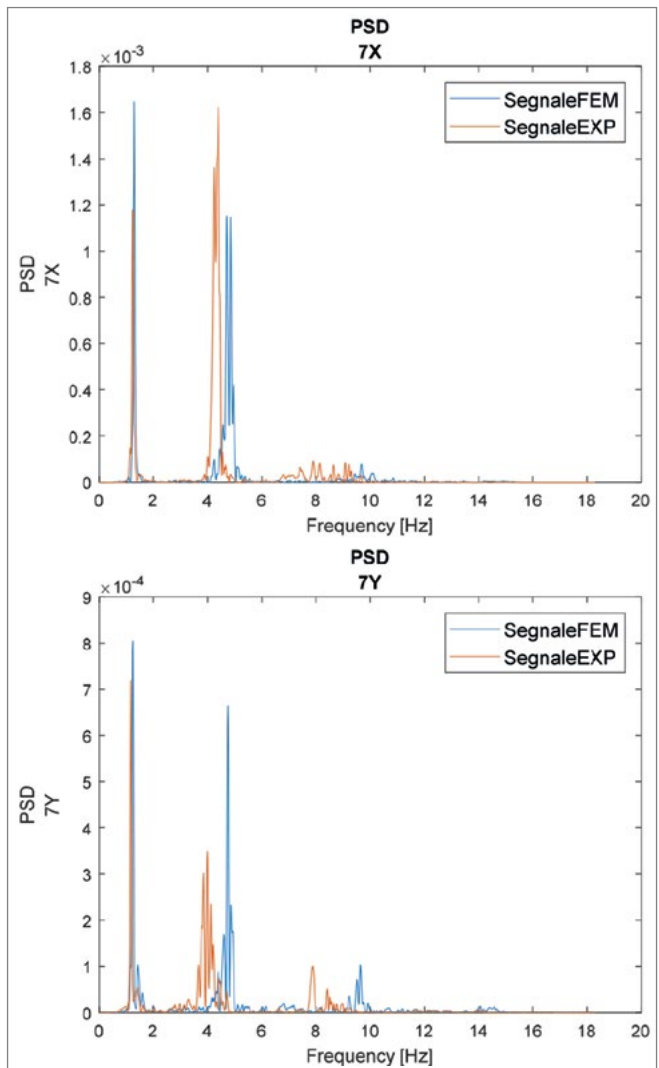 PSD
7X
×10-3
1.8
1.6
1.4
1.2
1
0.8
0.6
0.4
0.2
0
PSD
7X
SegnaleFEM
SegnaleEXP
0 2 4 6 8 10 12 14 16 18 20
Frequency [Hz]
PSD
7Y
×10-4
9
8
7
6
5
4
3
2
1
0
PSD
7Y
SegnaleFEM
SegnaleEXP
0 2 4 6 8 10 12 14 16 18 20
Frequency [Hz]